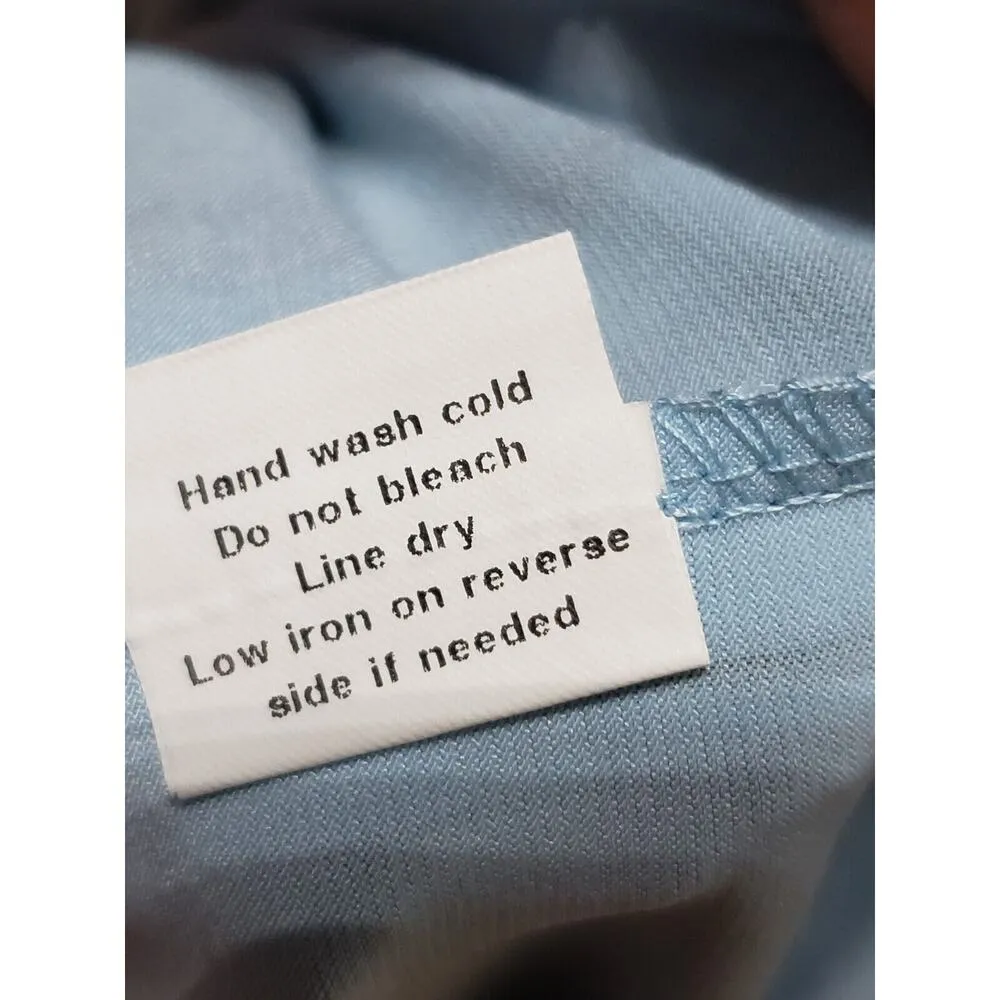 Hand wash cold
Do not bleach
Line dry
Low iron on reverse
side if needed